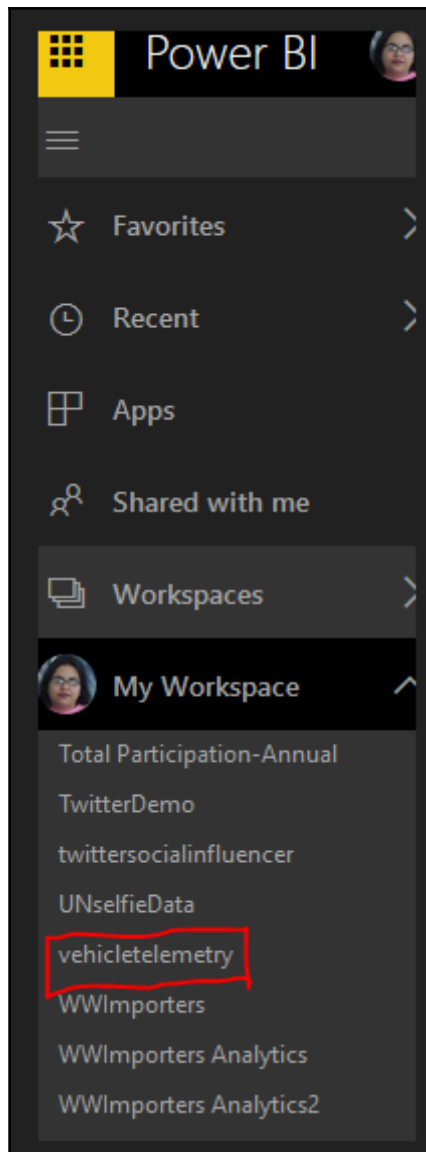 Power BI
Favorites
Recent
Apps
Shared with me
Workspaces
My Workspace
Total Participation-Annual
TwitterDemo
twittersocialinfluencer
UNselfieData
vehicletelemetry
WWImporters
WWImporters Analytics
WWImporters Analytics2